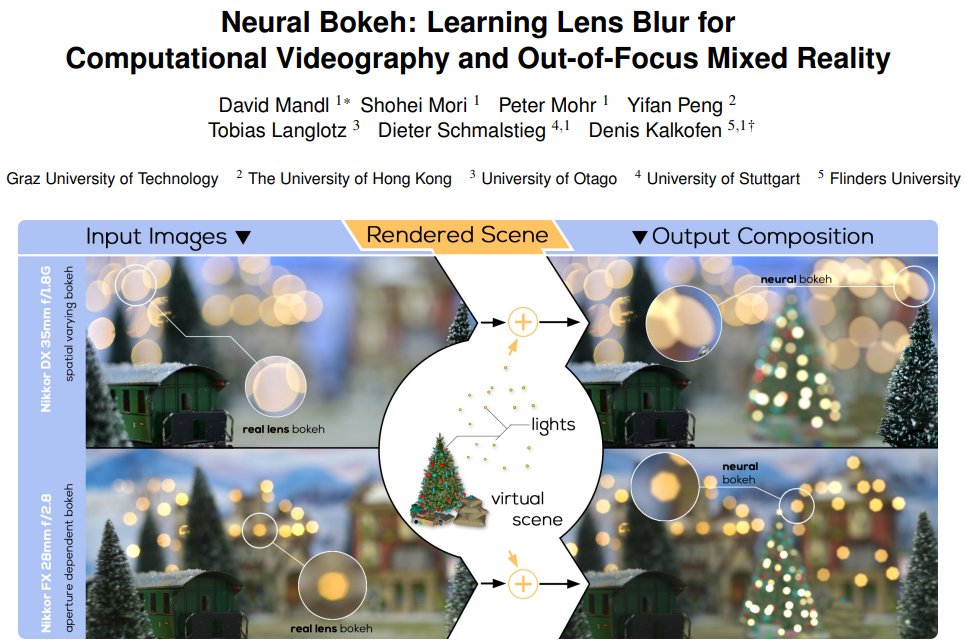 Neural Bokeh: Learning Lens Blur for
Computational Videography and Out-of-Focus Mixed Reality
David Mandl 1* Shohei Mori 1 Peter Mohr 1 Yifan Peng 2
Tobias Langlotz 3 Dieter Schmalstieg 4,1 Denis Kalkofen 5,1†
Graz University of Technology 2 The University of Hong Kong 3 University of Otago 4 University of Stuttgart 5 Flinders University
Input Images ▼
Rendered Scene
▼ Output Composition
Nikkor DX 35mm f/1.8G
spatial varying bokeh
real lens bokeh
neural bokeh
lights
virtual
scene
Nikkor FX 28mm f/2.8
aperture dependent bokeh
real lens bokeh
neural
bokeh